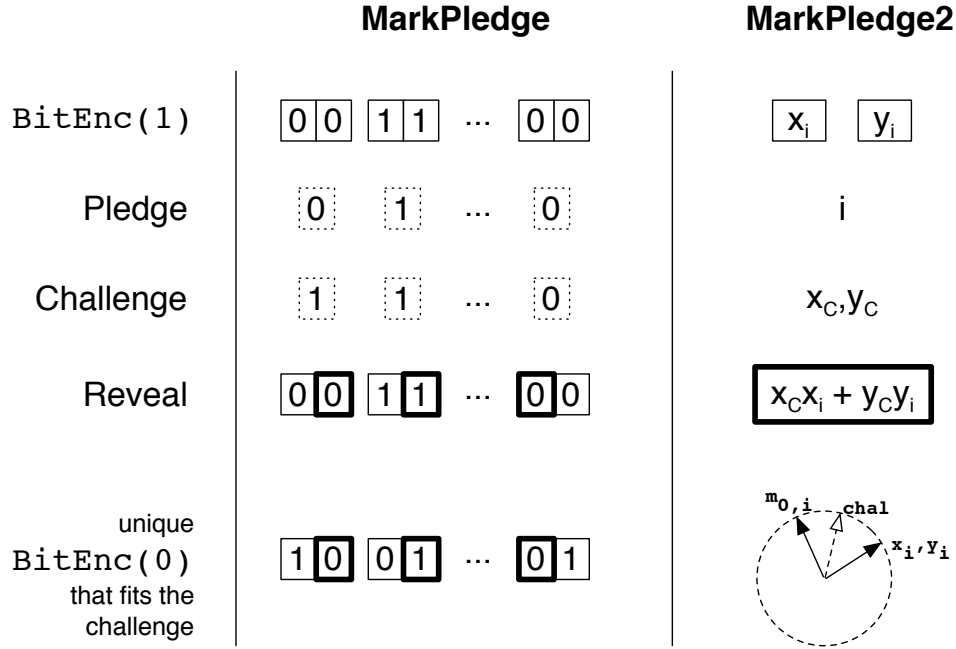 MarkPledge MarkPledge2
BitEnc(1) 0 0 1 1 ... 0 0 x_i y_i
Pledge 0 1 ... 0 i
Challenge 1 1 ... 0 x_C,y_C
Reveal 0 0 1 1 ... 0 0 x_Cx_i + y_Cy_i
m_0,i chal
unique
BitEnc(0) 1 0 0 1 ... 0 1 x_i,y_i
that fits the
challenge